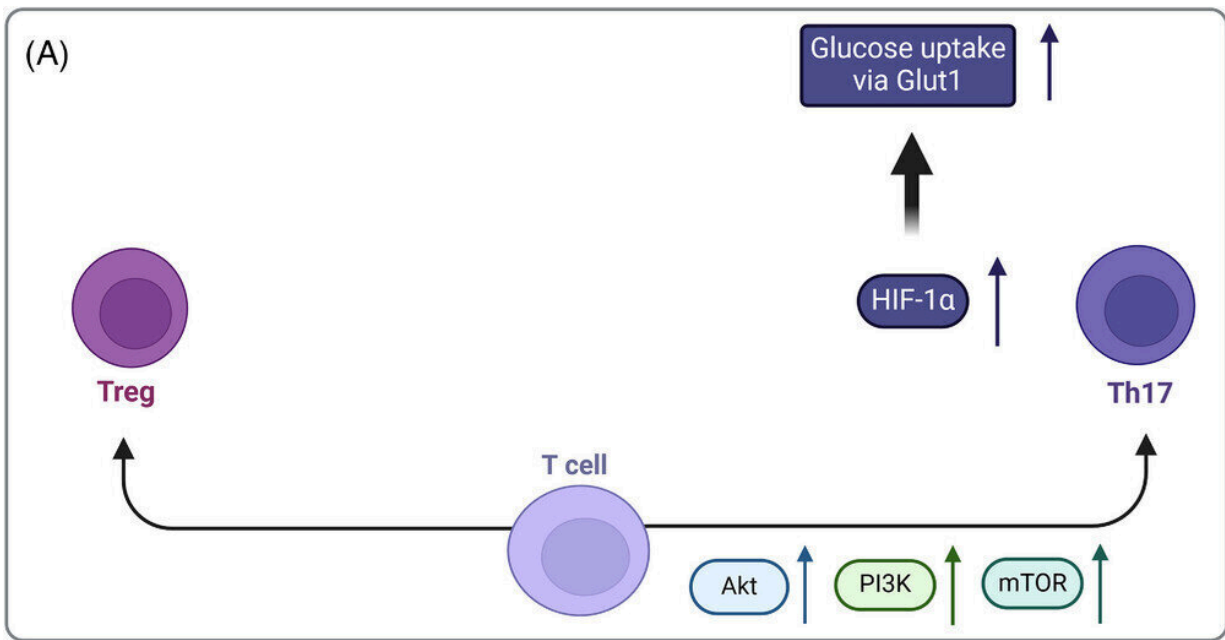 (A)
Glucose uptake
via Glut1
HIF-1α
Treg
Th17
T cell
Akt
PI3K
mTOR